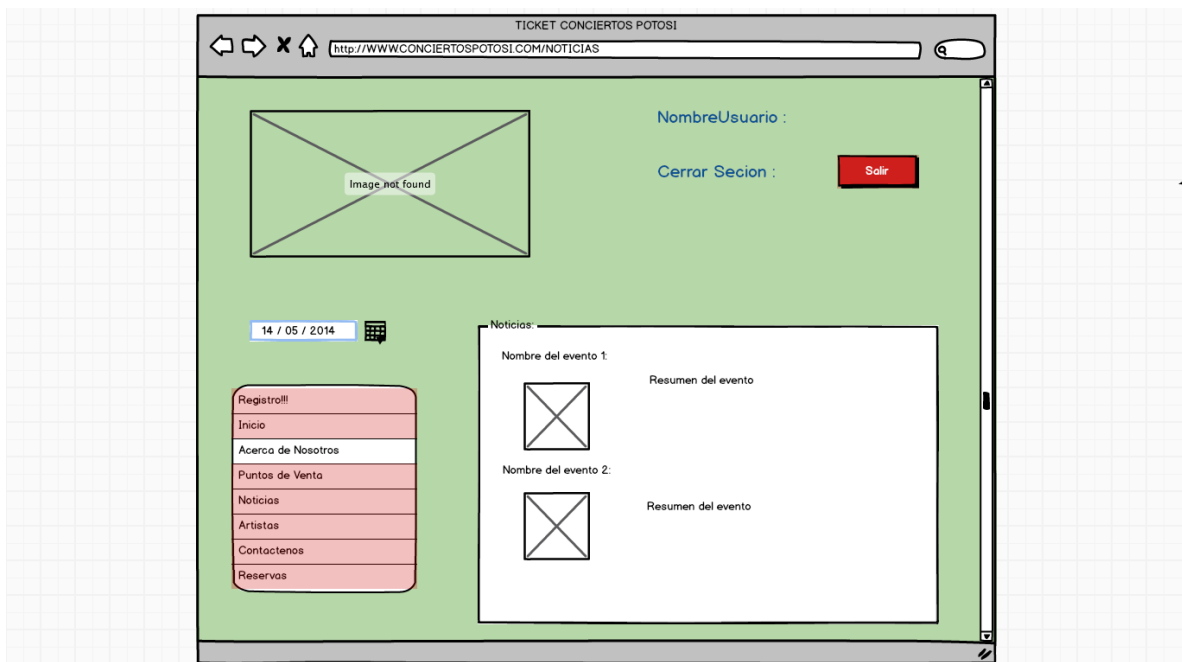 TICKET CONCIERTOS POTOSI
http://WWW.CONCIERTOSPOTOSI.COM/NOTICIAS
NombreUsuario :
Image not found
Cerrar Secion :
Salir
14 / 05 / 2014
Noticias:
Nombre del evento 1:
Resumen del evento
Nombre del evento 2:
Resumen del evento
Registro!!!
Inicio
Acerca de Nosotros
Puntos de Venta
Noticias
Artistas
Contactenos
Reservas